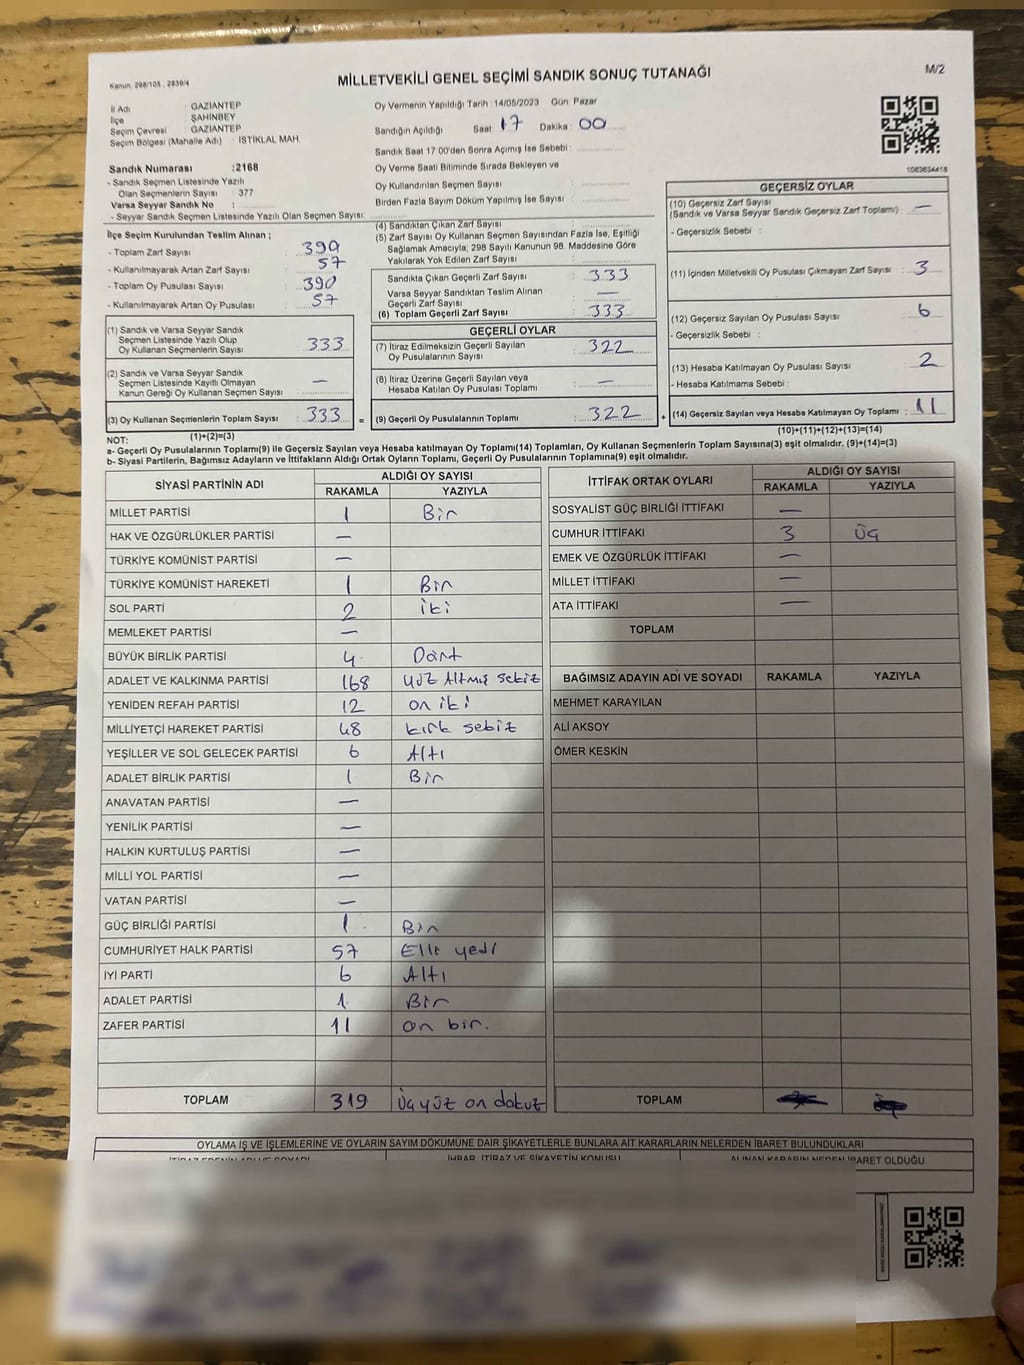 Kanun: 298/105 , 2839/4
MİLLETVEKİLİ GENEL SEÇİMİ SANDIK SONUÇ TUTANAĞI
M/2
İl Adı : GAZİANTEP
İlçe : ŞAHİNBEY
Seçim Çevresi : GAZİANTEP
Seçim Bölgesi (Mahalle Adı) : İSTİKLAL MAH
Sandık Numarası :2168
- Sandık Seçmen Listesinde Yazılı
Olan Seçmenlerin Sayısı : 377
Varsa Seyyar Sandık No :
- Seyyar Sandık Seçmen Listesinde Yazılı Olan Seçmen Sayısı :
Oy Vermenin Yapıldığı Tarih :14/05/2023 Gün: Pazar
Sandığın Açıldığı Saat: 17 Dakika : 00
Sandık Saat 17:00'den Sonra Açımış İse Sebebi :
Oy Verme Saati Bitiminde Sırada Bekleyen ve
Oy Kullandırılan Seçmen Sayısı :
Birden Fazla Sayım Döküm Yapılmış İse Sayısı :
1083634418
İlçe Seçim Kurulundan Teslim Alınan ;
- Toplam Zarf Sayısı : 399
- Kullanılmayarak Artan Zarf Sayısı : 57
- Toplam Oy Pusulası Sayısı : 390
- Kullanılmayarak Artan Oy Pusulası : 57
(1) Sandık ve Varsa Seyyar Sandık
Seçmen Listesinde Yazılı Olup
Oy Kullanan Seçmenlerin Sayısı : 333
(2) Sandık ve Varsa Seyyar Sandık
Seçmen Listesinde Kayıtlı Olmayan
Kanun Gereği Oy Kullanan Seçmen Sayısı : —
(3) Oy Kullanan Seçmenlerin Toplam Sayısı : 333 =
(1)+(2)=(3)
(4) Sandıktan Çıkan Zarf Sayısı :
(5) Zarf Sayısı Oy Kullanan Seçmen Sayısından Fazla İse, Eşitliği
Sağlamak Amacıyla, 298 Sayılı Kanunun 98. Maddesine Göre
Yakılarak Yok Edilen Zarf Sayısı :
Sandıkta Çıkan Geçerli Zarf Sayısı : 333
Varsa Seyyar Sandıktan Teslim Alınan
Geçerli Zarf Sayısı : —
(6) Toplam Geçerli Zarf Sayısı : 333
GEÇERLİ OYLAR
(7) İtiraz Edilmeksizin Geçerli Sayılan
Oy Pusulalarının Sayısı : 322
(8) İtiraz Üzerine Geçerli Sayılan veya
Hesaba Katılan Oy Pusulası Toplamı : —
(9) Geçerli Oy Pusulalarının Toplamı : 322 +
GEÇERSİZ OYLAR
(10) Geçersiz Zarf Sayısı
(Sandık ve Varsa Seyyar Sandık Geçersiz Zarf Toplamı) : —
- Geçersizlik Sebebi :
(11) İçinden Milletvekili Oy Pusulası Çıkmayan Zarf Sayısı : 3
(12) Geçersiz Sayılan Oy Pusulası Sayısı : 6
- Geçersizlik Sebebi :
(13) Hesaba Katılmayan Oy Pusulası Sayısı : 2
- Hesaba Katılmama Sebebi :
(14) Geçersiz Sayılan veya Hesaba Katılmayan Oy Toplamı : 11
(10)+(11)+(12)+(13)=(14)
NOT:
a- Geçerli Oy Pusulalarının Toplamı(9) ile Geçersiz Sayılan veya Hesaba Katılmayan Oy Toplamı(14) Toplamları, Oy Kullanan Seçmenlerin Toplam Sayısına(3) eşit olmalıdır. (9)+(14)=(3)
b- Siyasi Partilerin, Bağımsız Adayların ve İttifakların Aldığı Ortak Oyların Toplamı, Geçerli Oy Pusulalarının Toplamına(9) eşit olmalıdır.
SİYASİ PARTİNİN ADI ALDIĞI OY SAYISI
RAKAMLA YAZIYLA
MİLLET PARTİSİ 1 Bir
HAK VE ÖZGÜRLÜKLER PARTİSİ —
TÜRKİYE KOMÜNİST PARTİSİ —
TÜRKİYE KOMÜNİST HAREKETİ 1 Bir
SOL PARTİ 2 iki
MEMLEKET PARTİSİ —
BÜYÜK BİRLİK PARTİSİ 4 Dört
ADALET VE KALKINMA PARTİSİ 168 yüz Altmış sekiz
YENİDEN REFAH PARTİSİ 12 on iki
MİLLİYETÇİ HAREKET PARTİSİ 48 kırk sekiz
YEŞİLLER VE SOL GELECEK PARTİSİ 6 Altı
ADALET BİRLİK PARTİSİ 1 Bir
ANAVATAN PARTİSİ —
YENİLİK PARTİSİ —
HALKIN KURTULUŞ PARTİSİ —
MİLLİ YOL PARTİSİ —
VATAN PARTİSİ —
GÜÇ BİRLİĞİ PARTİSİ 1 Bir
CUMHURİYET HALK PARTİSİ 57 Elli yedi
İYİ PARTİ 6 Altı
ADALET PARTİSİ 1 Bir
ZAFER PARTİSİ 11 on bir.
TOPLAM 319 üç yüz on dokuz
İTTİFAK ORTAK OYLARI ALDIĞI OY SAYISI
RAKAMLA YAZIYLA
SOSYALİST GÜÇ BİRLİĞİ İTTİFAKI —
CUMHUR İTTİFAKI 3 üç
EMEK VE ÖZGÜRLÜK İTTİFAKI —
MİLLET İTTİFAKI —
ATA İTTİFAKI —
TOPLAM
BAĞIMSIZ ADAYIN ADI VE SOYADI RAKAMLA YAZIYLA
MEHMET KARAYILAN
ALİ AKSOY
ÖMER KESKİN
TOPLAM
OYLAMA İŞ VE İŞLEMLERİNE VE OYLARIN SAYIM DÖKÜMÜNE DAİR ŞİKAYETLERLE BUNLARA AİT KARARLARIN NELERDEN İBARET BULUNDUKLARI
İTİRAZ EDENİN ADI VE SOYADI İHBAR, İTİRAZ VE ŞİKAYETİN KONUSU ALINAN KARARIN NEDEN İBARET OLDUĞU